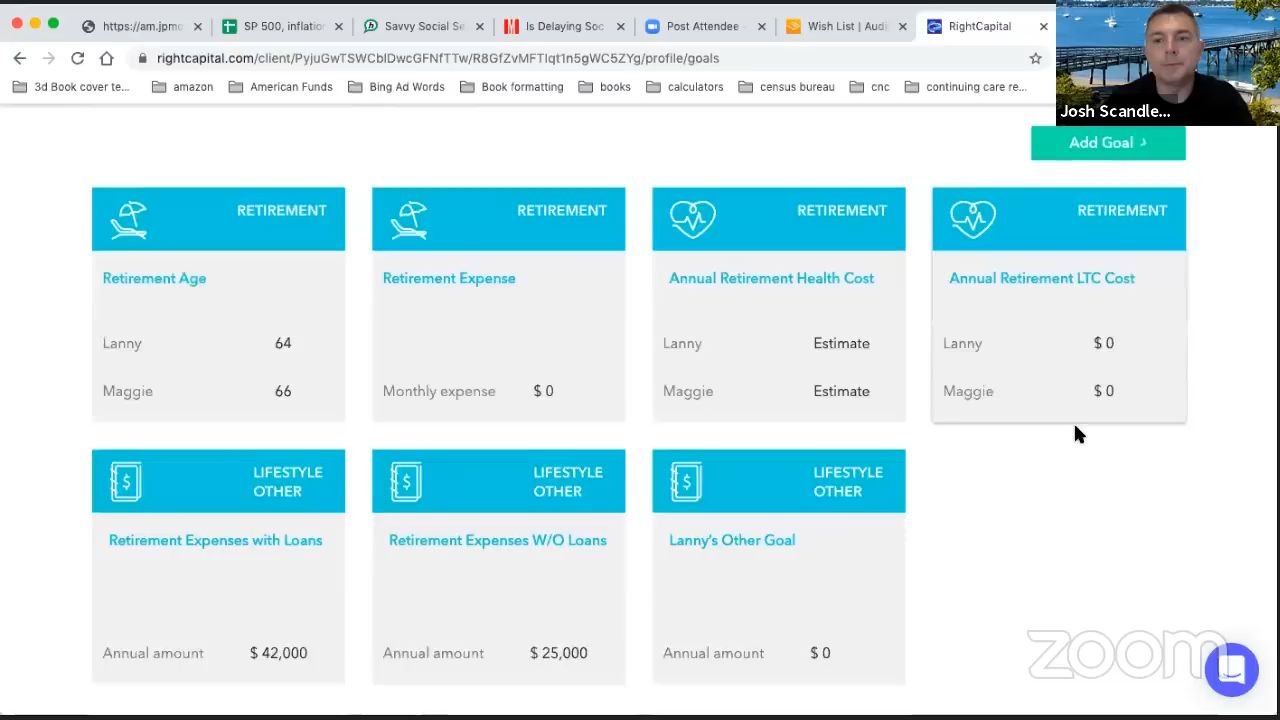 https://am.jpmo
SP 500, inflation
Savvy Social Se
Is Delaying Soc
Post Attendee
Wish List | Audi
RightCapital
rightcapital.com/client/PyjuGwTSWCbIDwcGFNfTTw/R8GfZvMFTIqt1n5gWC5ZYg/profile/goals
3d Book cover te...
amazon
American Funds
Bing Ad Words
Book formatting
books
calculators
census bureau
cnc
continuing care re...
Josh Scandle...
Add Goal
RETIREMENT
Retirement Age
Lanny 64
Maggie 66
RETIREMENT
Retirement Expense
Monthly expense $ 0
RETIREMENT
Annual Retirement Health Cost
Lanny Estimate
Maggie Estimate
RETIREMENT
Annual Retirement LTC Cost
Lanny $ 0
Maggie $ 0
LIFESTYLE
OTHER
Retirement Expenses with Loans
Annual amount $ 42,000
LIFESTYLE
OTHER
Retirement Expenses W/O Loans
Annual amount $ 25,000
LIFESTYLE
OTHER
Lanny's Other Goal
Annual amount $ 0
zoom